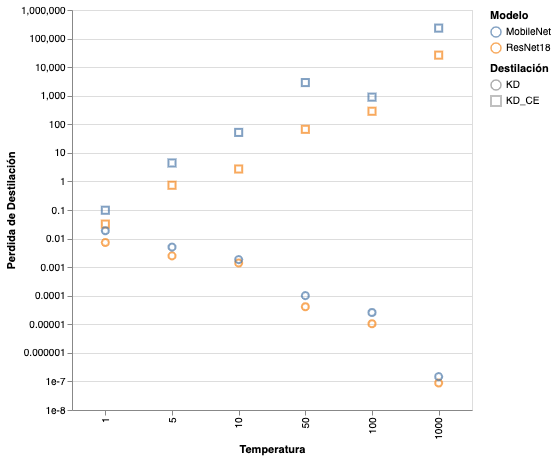 1,000,000
100,000
10,000
1,000
100
10
1
0.1
0.01
0.001
0.0001
0.00001
0.000001
1e-7
1e-8
Perdida de Destilación
1
5
10
50
100
1000
Temperatura
Modelo
MobileNet
ResNet18
Destilación
KD
KD_CE